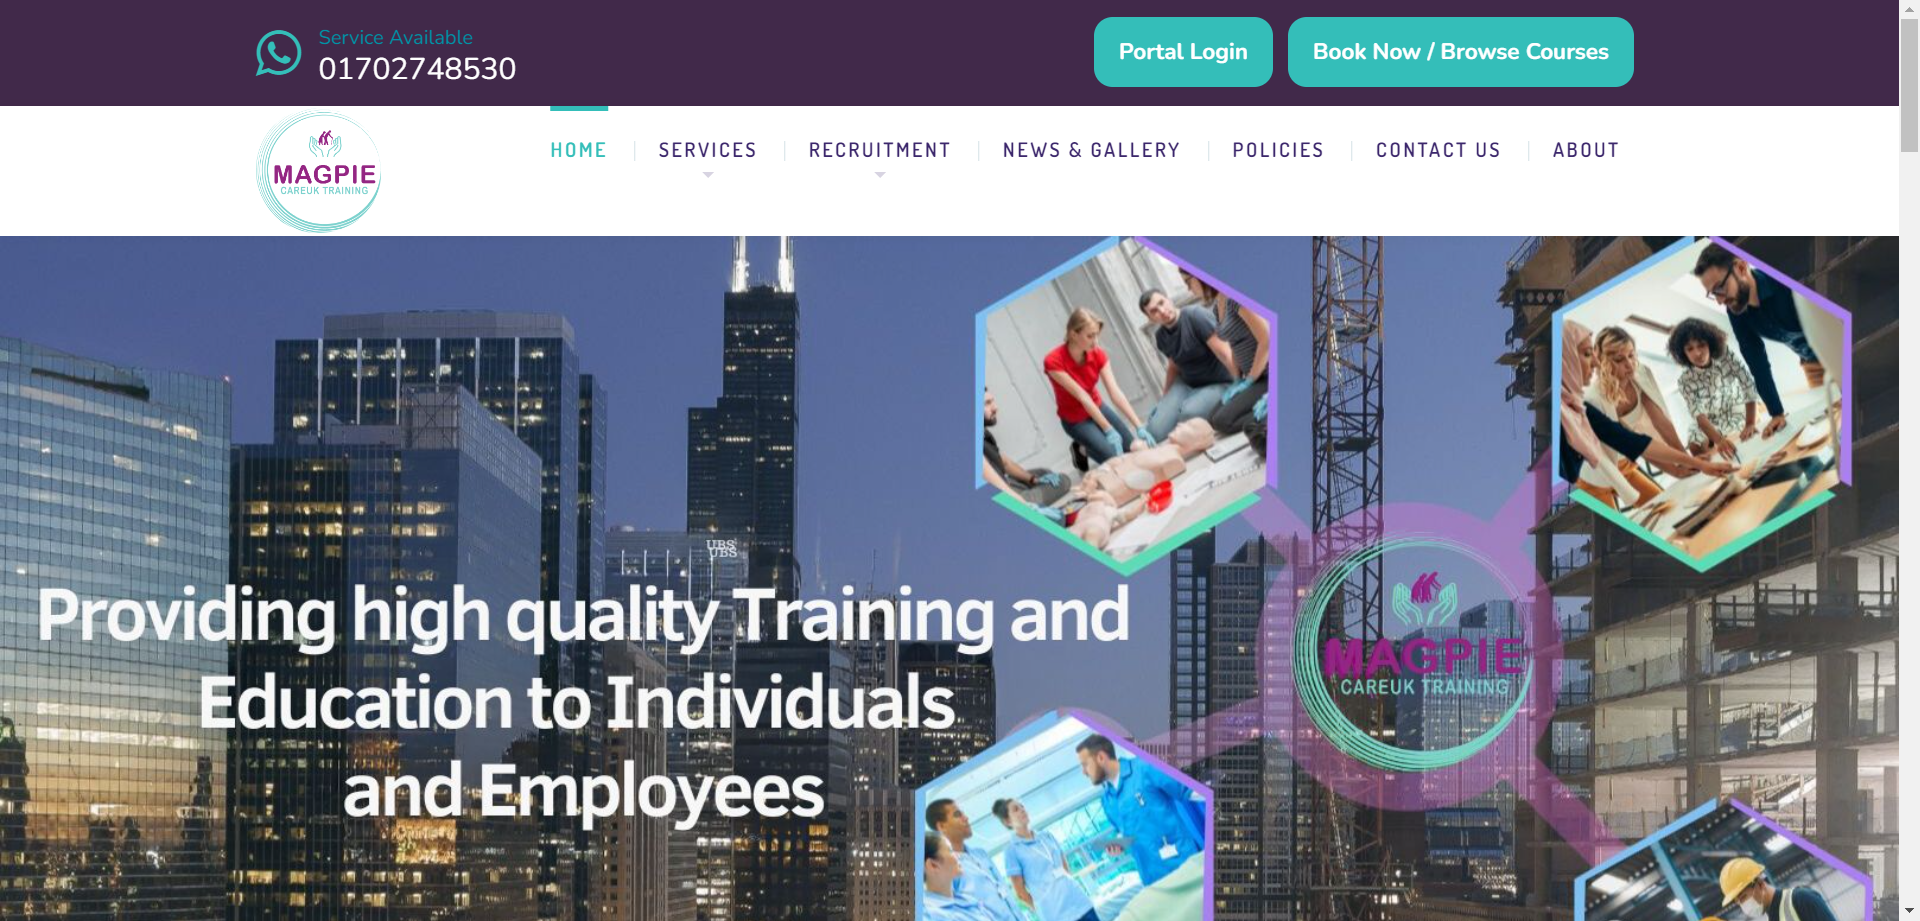 Service Available
01702748530
Portal Login
Book Now / Browse Courses
MAGPIE
CAREUK TRAINING
HOME
SERVICES
RECRUITMENT
NEWS & GALLERY
POLICIES
CONTACT US
ABOUT
UBS
UBS
Providing high quality Training and
Education to Individuals
and Employees
MAGPIE
CAREUK TRAINING